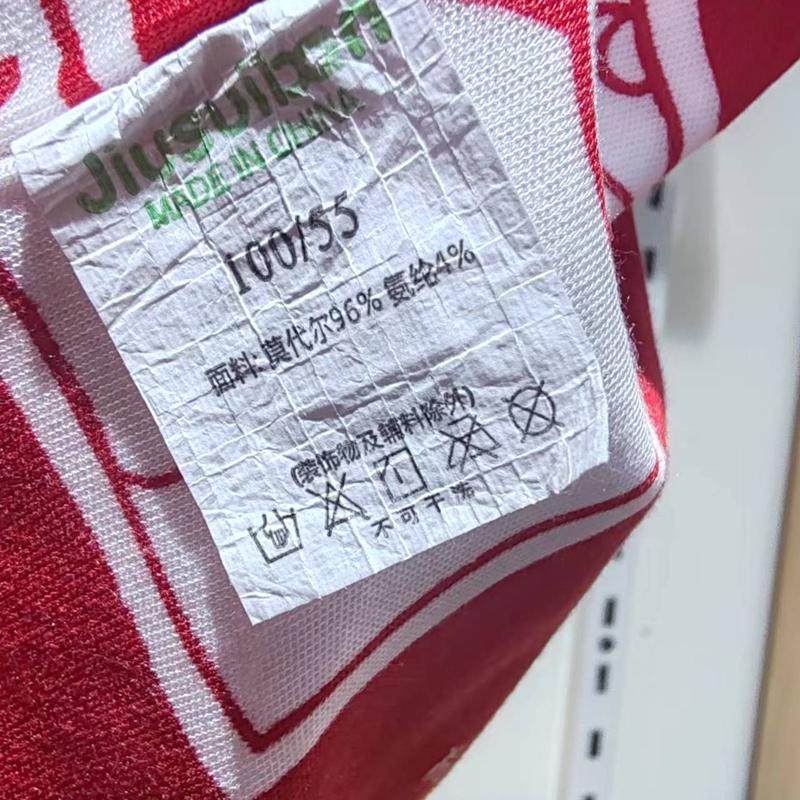 MADE IN CHINA
100/55
面料: 莫代尔96% 氨纶4%
(装饰物及辅料除外)
不可干洗